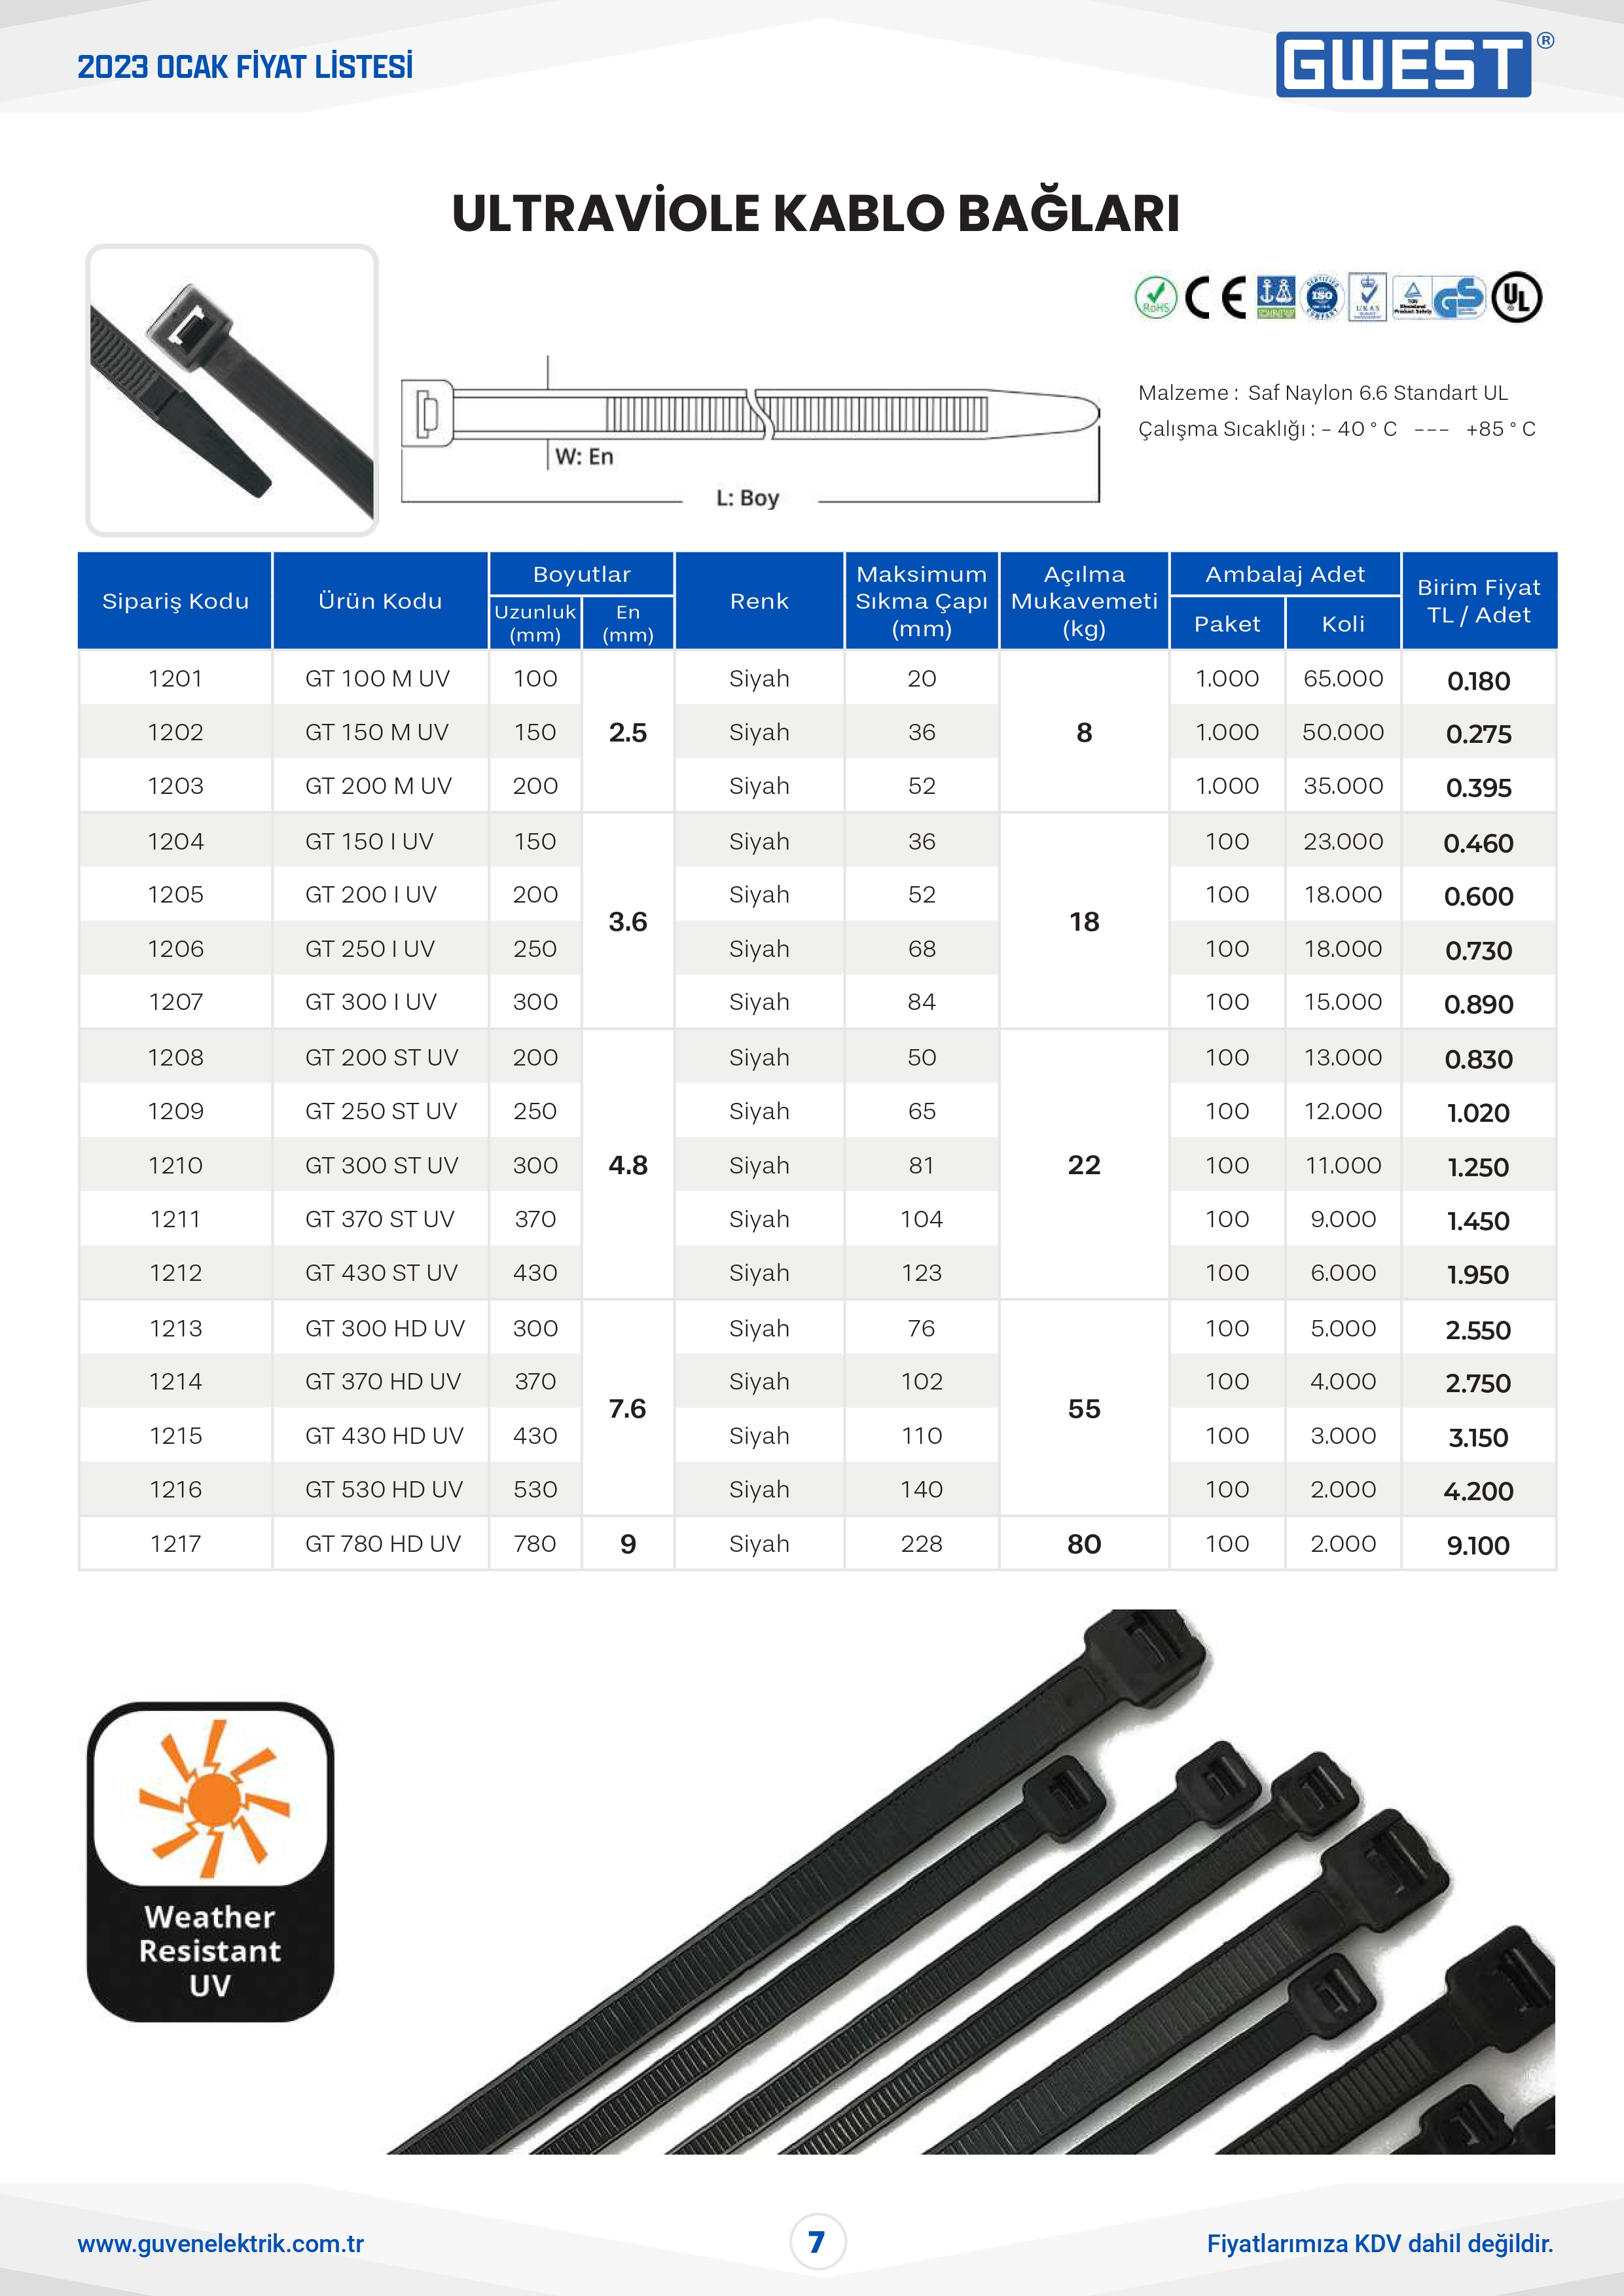 2023 OCAK FİYAT LİSTESİ
GWEST ®
ULTRAVİOLE KABLO BAĞLARI
RoHS CE ISO UKAS TÜV Rheinland Product Safety GS UL
W: En
L: Boy
Malzeme : Saf Naylon 6.6 Standart UL
Çalışma Sıcaklığı : - 40 ° C --- +85 ° C
Sipariş Kodu Ürün Kodu Boyutlar Uzunluk (mm) En (mm) Renk Maksimum Sıkma Çapı (mm) Açılma Mukavemeti (kg) Ambalaj Adet Paket Koli Birim Fiyat TL / Adet
1201 GT 100 M UV 100 Siyah 20 1.000 65.000 0.180
1202 GT 150 M UV 150 2.5 Siyah 36 8 1.000 50.000 0.275
1203 GT 200 M UV 200 Siyah 52 1.000 35.000 0.395
1204 GT 150 I UV 150 Siyah 36 100 23.000 0.460
1205 GT 200 I UV 200 Siyah 52 100 18.000 0.600
3.6 18
1206 GT 250 I UV 250 Siyah 68 100 18.000 0.730
1207 GT 300 I UV 300 Siyah 84 100 15.000 0.890
1208 GT 200 ST UV 200 Siyah 50 100 13.000 0.830
1209 GT 250 ST UV 250 Siyah 65 100 12.000 1.020
1210 GT 300 ST UV 300 4.8 Siyah 81 22 100 11.000 1.250
1211 GT 370 ST UV 370 Siyah 104 100 9.000 1.450
1212 GT 430 ST UV 430 Siyah 123 100 6.000 1.950
1213 GT 300 HD UV 300 Siyah 76 100 5.000 2.550
1214 GT 370 HD UV 370 Siyah 102 100 4.000 2.750
7.6 55
1215 GT 430 HD UV 430 Siyah 110 100 3.000 3.150
1216 GT 530 HD UV 530 Siyah 140 100 2.000 4.200
1217 GT 780 HD UV 780 9 Siyah 228 80 100 2.000 9.100
Weather
Resistant
UV
www.guvenelektrik.com.tr
7
Fiyatlarımıza KDV dahil değildir.